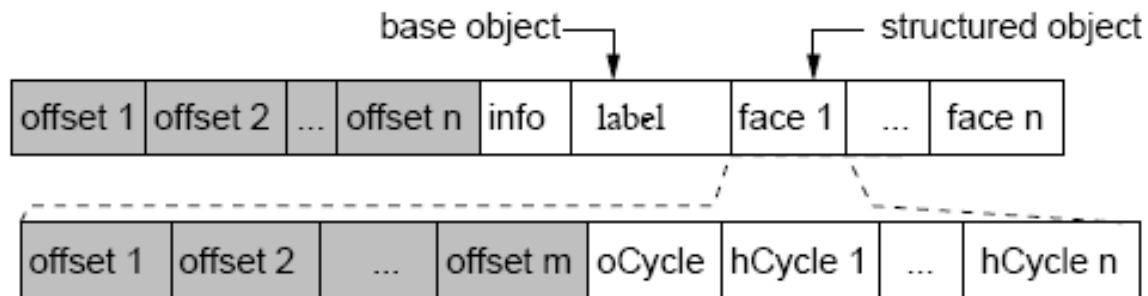 base object structured object
offset 1 offset 2 ... offset n info label face 1 ... face n
offset 1 offset 2 ... offset m oCycle hCycle 1 ... hCycle n